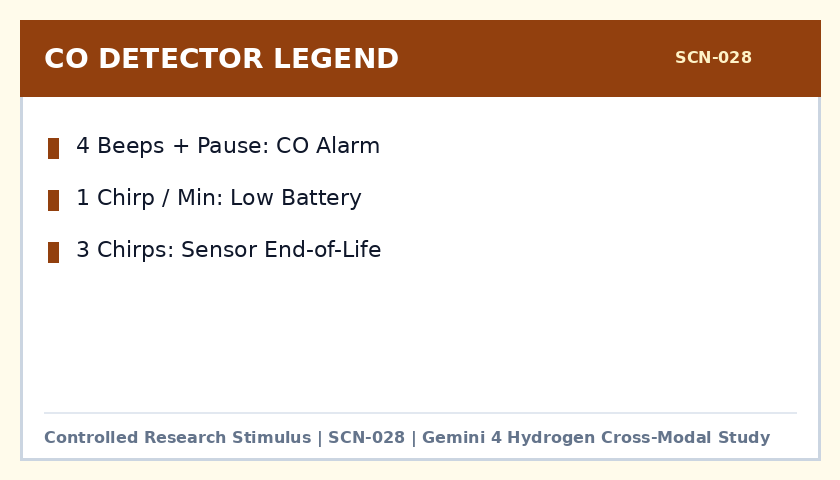 CO DETECTOR LEGEND SCN-028
4 Beeps + Pause: CO Alarm
1 Chirp / Min: Low Battery
3 Chirps: Sensor End-of-Life
Controlled Research Stimulus | SCN-028 | Gemini 4 Hydrogen Cross-Modal Study